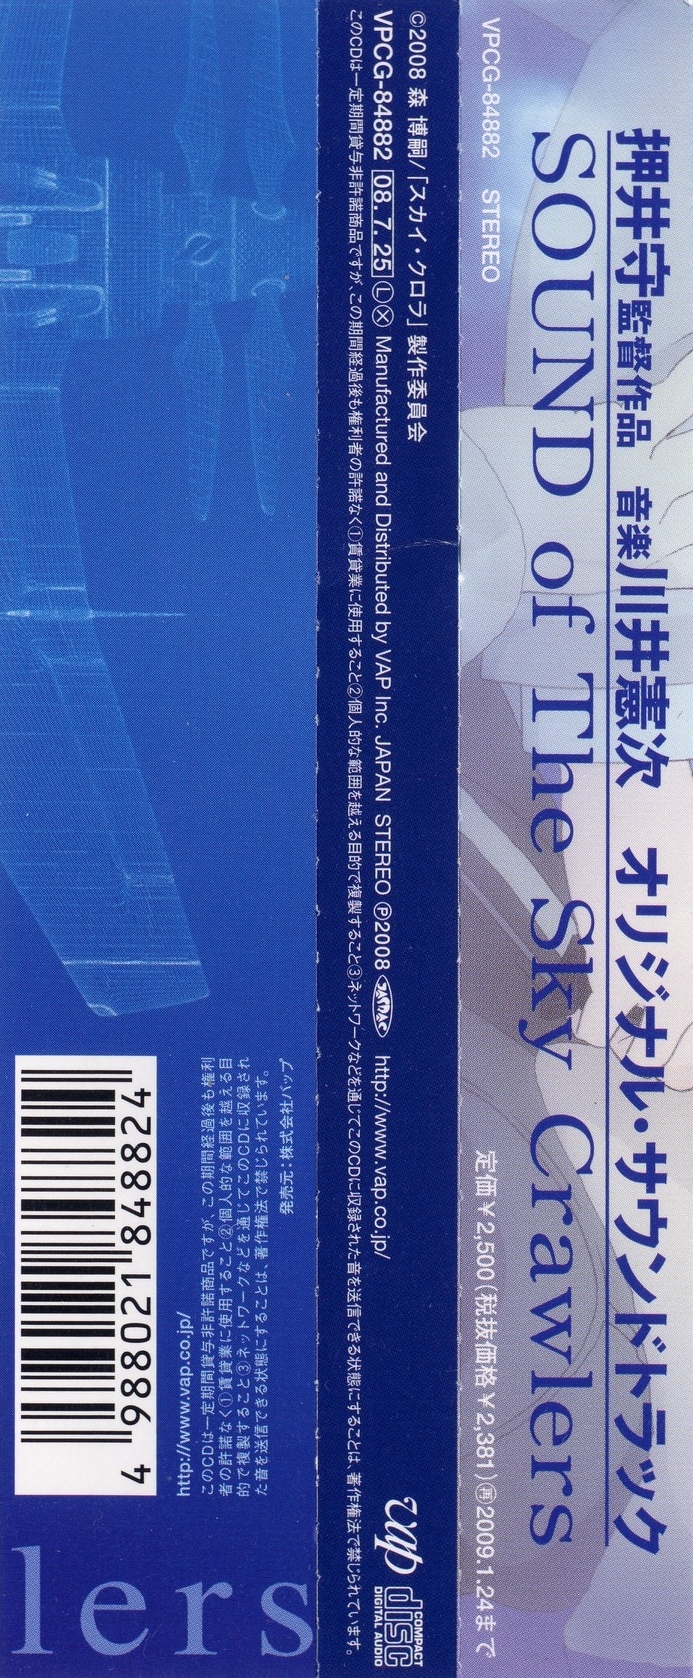 押井守監督作品　音楽川井憲次　オリジナル・サウンドトラック
SOUND of The Sky Crawlers
VPCG-84882　STEREO
定価￥2,500(税抜価格￥2,381)㊢2009.1.24まで
©2008 森 博嗣/「スカイ・クロラ」製作委員会
VPCG-84882 08.7.25 Ⓛ Ⓧ Manufactured and Distributed by VAP Inc. JAPAN STEREO Ⓟ2008 JASRAC http://www.vap.co.jp/
このCDは一定期間貸与非許諾商品ですが、この期間経過後も権利者の許諾なく①賃貸業に使用すること②個人的な範囲を越える目的で複製すること③ネットワークなどを通じてこのCDに収録された音を送信できる状態にすることは、著作権法で禁じられています。
vap
COMPACT
disc
DIGITAL AUDIO
4 988021 848824
http://www.vap.co.jp/
このCDは一定期間貸与非許諾商品ですが、この期間経過後も権利
者の許諾なく①賃貸業に使用すること②個人的な範囲を越える目
的で複製すること③ネットワークなどを通じてこのCDに収録され
た音を送信できる状態にすることは、著作権法で禁じられています。
発売元：株式会社バップ
lers